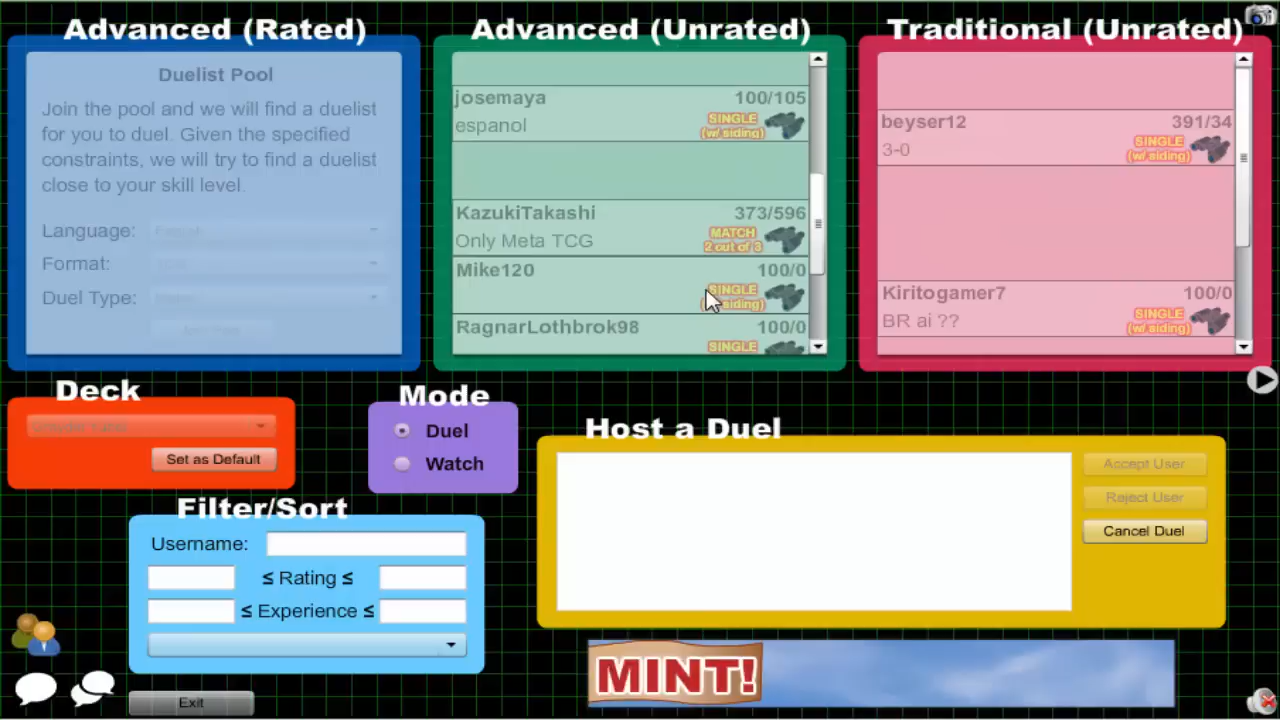 Advanced (Rated)
Duelist Pool
Join the pool and we will find a duelist
for you to duel. Given the specified
constraints, we will try to find a duelist
close to your skill level.
Language:
Format:
Duel Type:
Advanced (Unrated)
josemaya 100/105
espanol SINGLE
(w/ siding)
KazukiTakashi 373/596
Only Meta TCG MATCH
2 out of 3
Mike120 100/0
SINGLE
siding)
RagnarLothbrok98 100/0
SINGLE
Traditional (Unrated)
beyser12 391/34
3-0 SINGLE
(w/ siding)
Kiritogamer7 100/0
BR ai ?? SINGLE
(w/ siding)
Deck
Set as Default
Mode
Duel
Watch
Filter/Sort
Username:
≤ Rating ≤
≤ Experience ≤
Host a Duel
Accept User
Reject User
Cancel Duel
MINT!
Exit